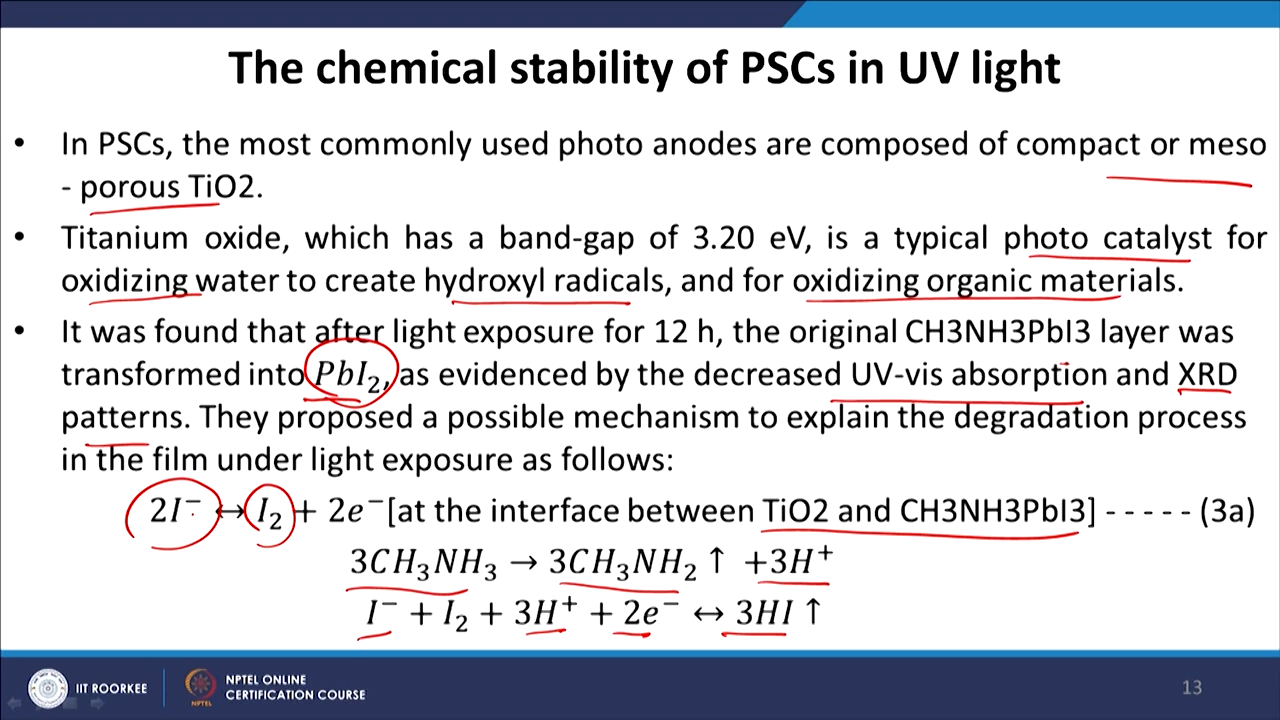 The chemical stability of PSCs in UV light
• In PSCs, the most commonly used photo anodes are composed of compact or meso
- porous TiO2.
• Titanium oxide, which has a band-gap of 3.20 eV, is a typical photo catalyst for
oxidizing water to create hydroxyl radicals, and for oxidizing organic materials.
• It was found that after light exposure for 12 h, the original CH3NH3PbI3 layer was
transformed into PbI₂, as evidenced by the decreased UV-vis absorption and XRD
patterns. They proposed a possible mechanism to explain the degradation process
in the film under light exposure as follows:
2I⁻ ↔ I₂ + 2e⁻[at the interface between TiO2 and CH3NH3PbI3] - - - - - (3a)
3CH₃NH₃ → 3CH₃NH₂ ↑ +3H⁺
I⁻ + I₂ + 3H⁺ + 2e⁻ ↔ 3HI ↑
IIT ROORKEE
NPTEL
NPTEL ONLINE
CERTIFICATION COURSE
13